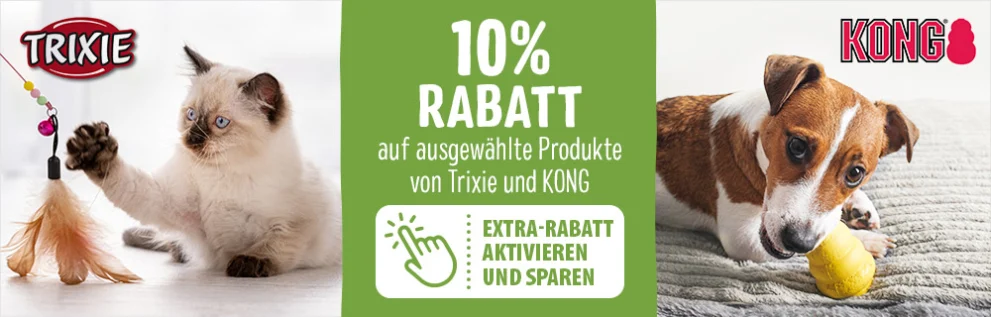 TRIXIE
10%
RABATT
auf ausgewählte Produkte
von Trixie und KONG
EXTRA-RABATT
AKTIVIEREN
UND SPAREN
KONG®